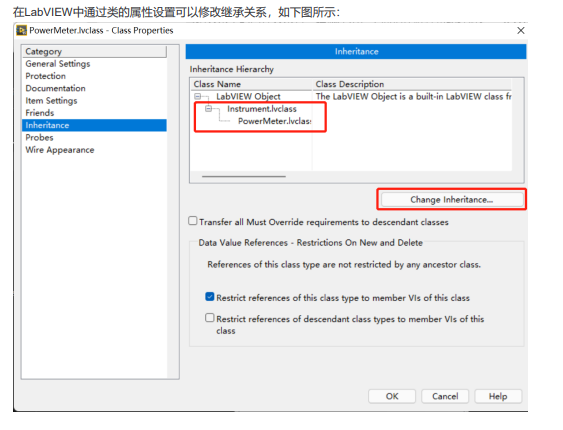 在LabVIEW中通过类的属性设置可以修改继承关系，如下图所示：
PowerMeter.lvclass - Class Properties
Category
General Settings
Protection
Documentation
Item Settings
Friends
Inheritance
Probes
Wire Appearance
Inheritance
Inheritance Hierarchy
Class Name Class Description
LabVIEW Object The LabVIEW Object is a built-in LabVIEW class fr
Instrument.lvclass
PowerMeter.lvclas
Change Inheritance...
Transfer all Must Override requirements to descendant classes
Data Value References - Restrictions On New and Delete
References of this class type are not restricted by any ancestor class.
Restrict references of this class type to member VIs of this class
Restrict references of descendant class types to member VIs of this
class
OK Cancel Help